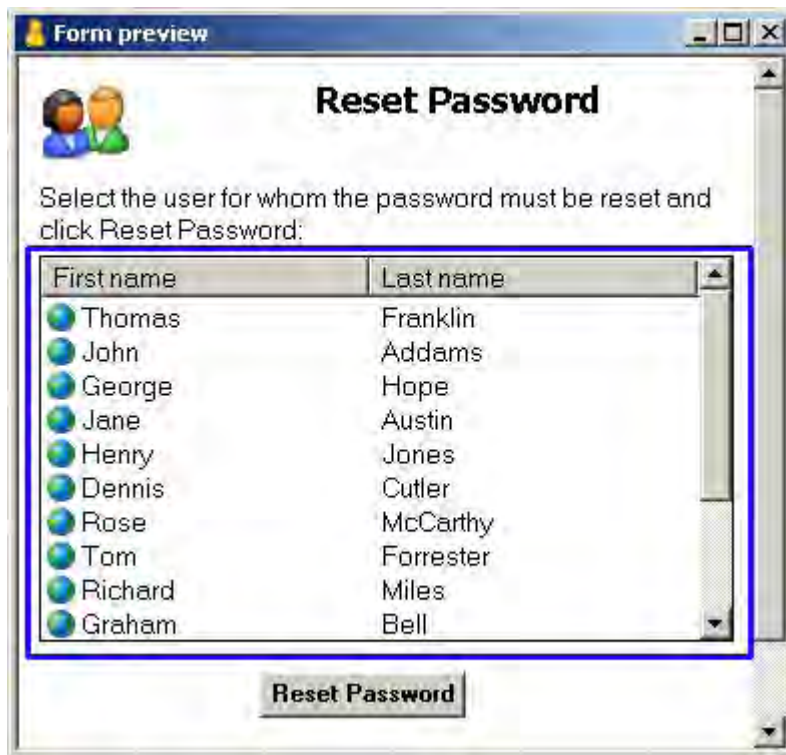 Form preview
Reset Password
Select the user for whom the password must be reset and
click Reset Password:
First name Last name
Thomas Franklin
John Addams
George Hope
Jane Austin
Henry Jones
Dennis Cutler
Rose McCarthy
Tom Forrester
Richard Miles
Graham Bell
Reset Password